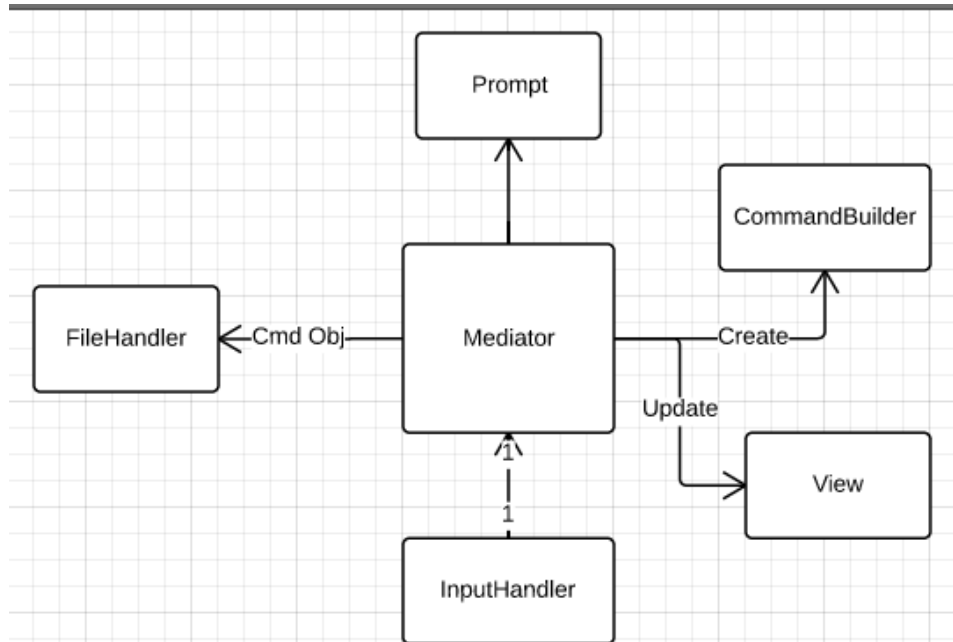 Prompt
CommandBuilder
FileHandler
Cmd Obj
Mediator
Create
Update
1
View
1
InputHandler